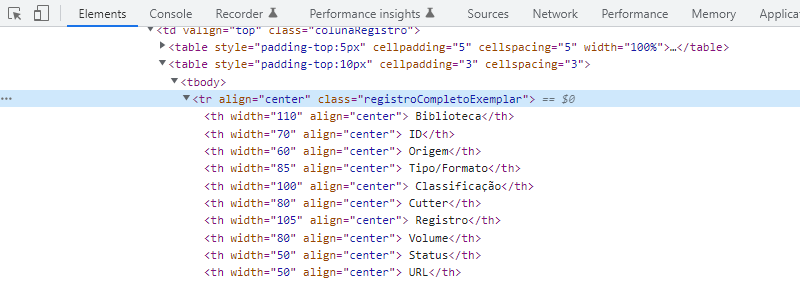 Elements Console Recorder Performance insights Sources Network Performance Memory Applicat
<td valign="top" class="colunaRegistro">
<table style="padding-top:5px" cellpadding="5" cellspacing="5" width="100%">…</table>
<table style="padding-top:10px" cellpadding="3" cellspacing="3">
<tbody>
… <tr align="center" class="registroCompletoExemplar"> == $0
<th width="110" align="center"> Biblioteca</th>
<th width="70" align="center"> ID</th>
<th width="60" align="center"> Origem</th>
<th width="85" align="center"> Tipo/Formato</th>
<th width="100" align="center"> Classificação</th>
<th width="80" align="center"> Cutter</th>
<th width="105" align="center"> Registro</th>
<th width="80" align="center"> Volume</th>
<th width="50" align="center"> Status</th>
<th width="50" align="center"> URL</th>